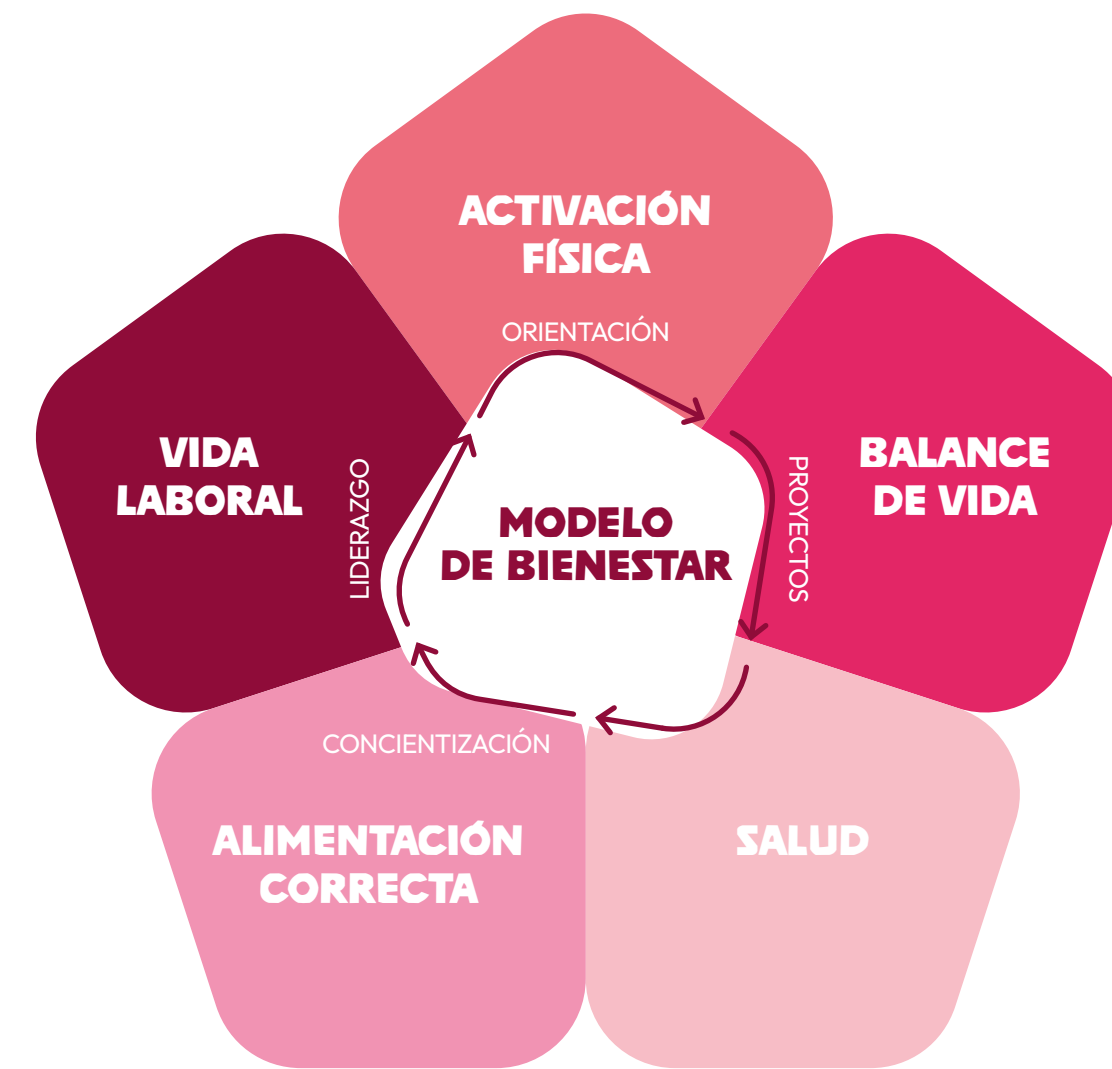 ACTIVACIÓN
FÍSICA
ORIENTACIÓN
VIDA
LABORAL
LIDERAZGO
MODELO
DE BIENESTAR
PROYECTOS
BALANCE
DE VIDA
CONCIENTIZACIÓN
ALIMENTACIÓN
CORRECTA
SALUD